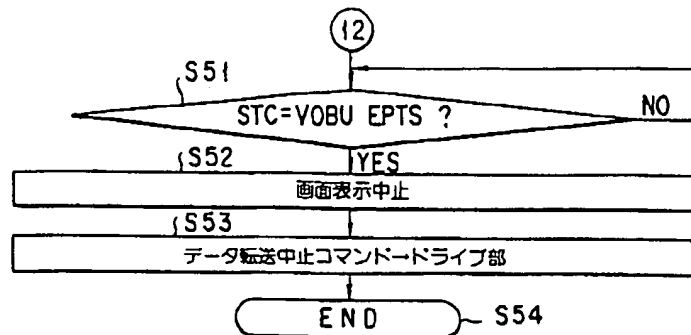 12
S51
STC=VOBU EPTS ?
NO
YES
S52
画面表示中止
S53
データ転送中止コマンド→ドライブ部
END
S54